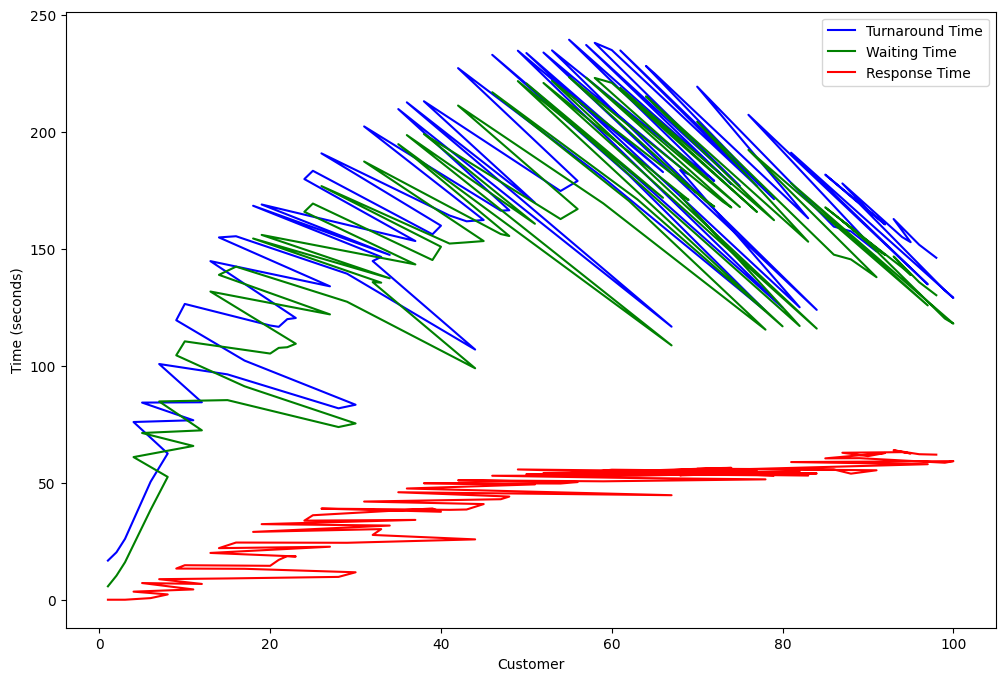 250
200
150
100
50
0
Time (seconds)
Turnaround Time
Waiting Time
Response Time
0 20 40 60 80 100
Customer